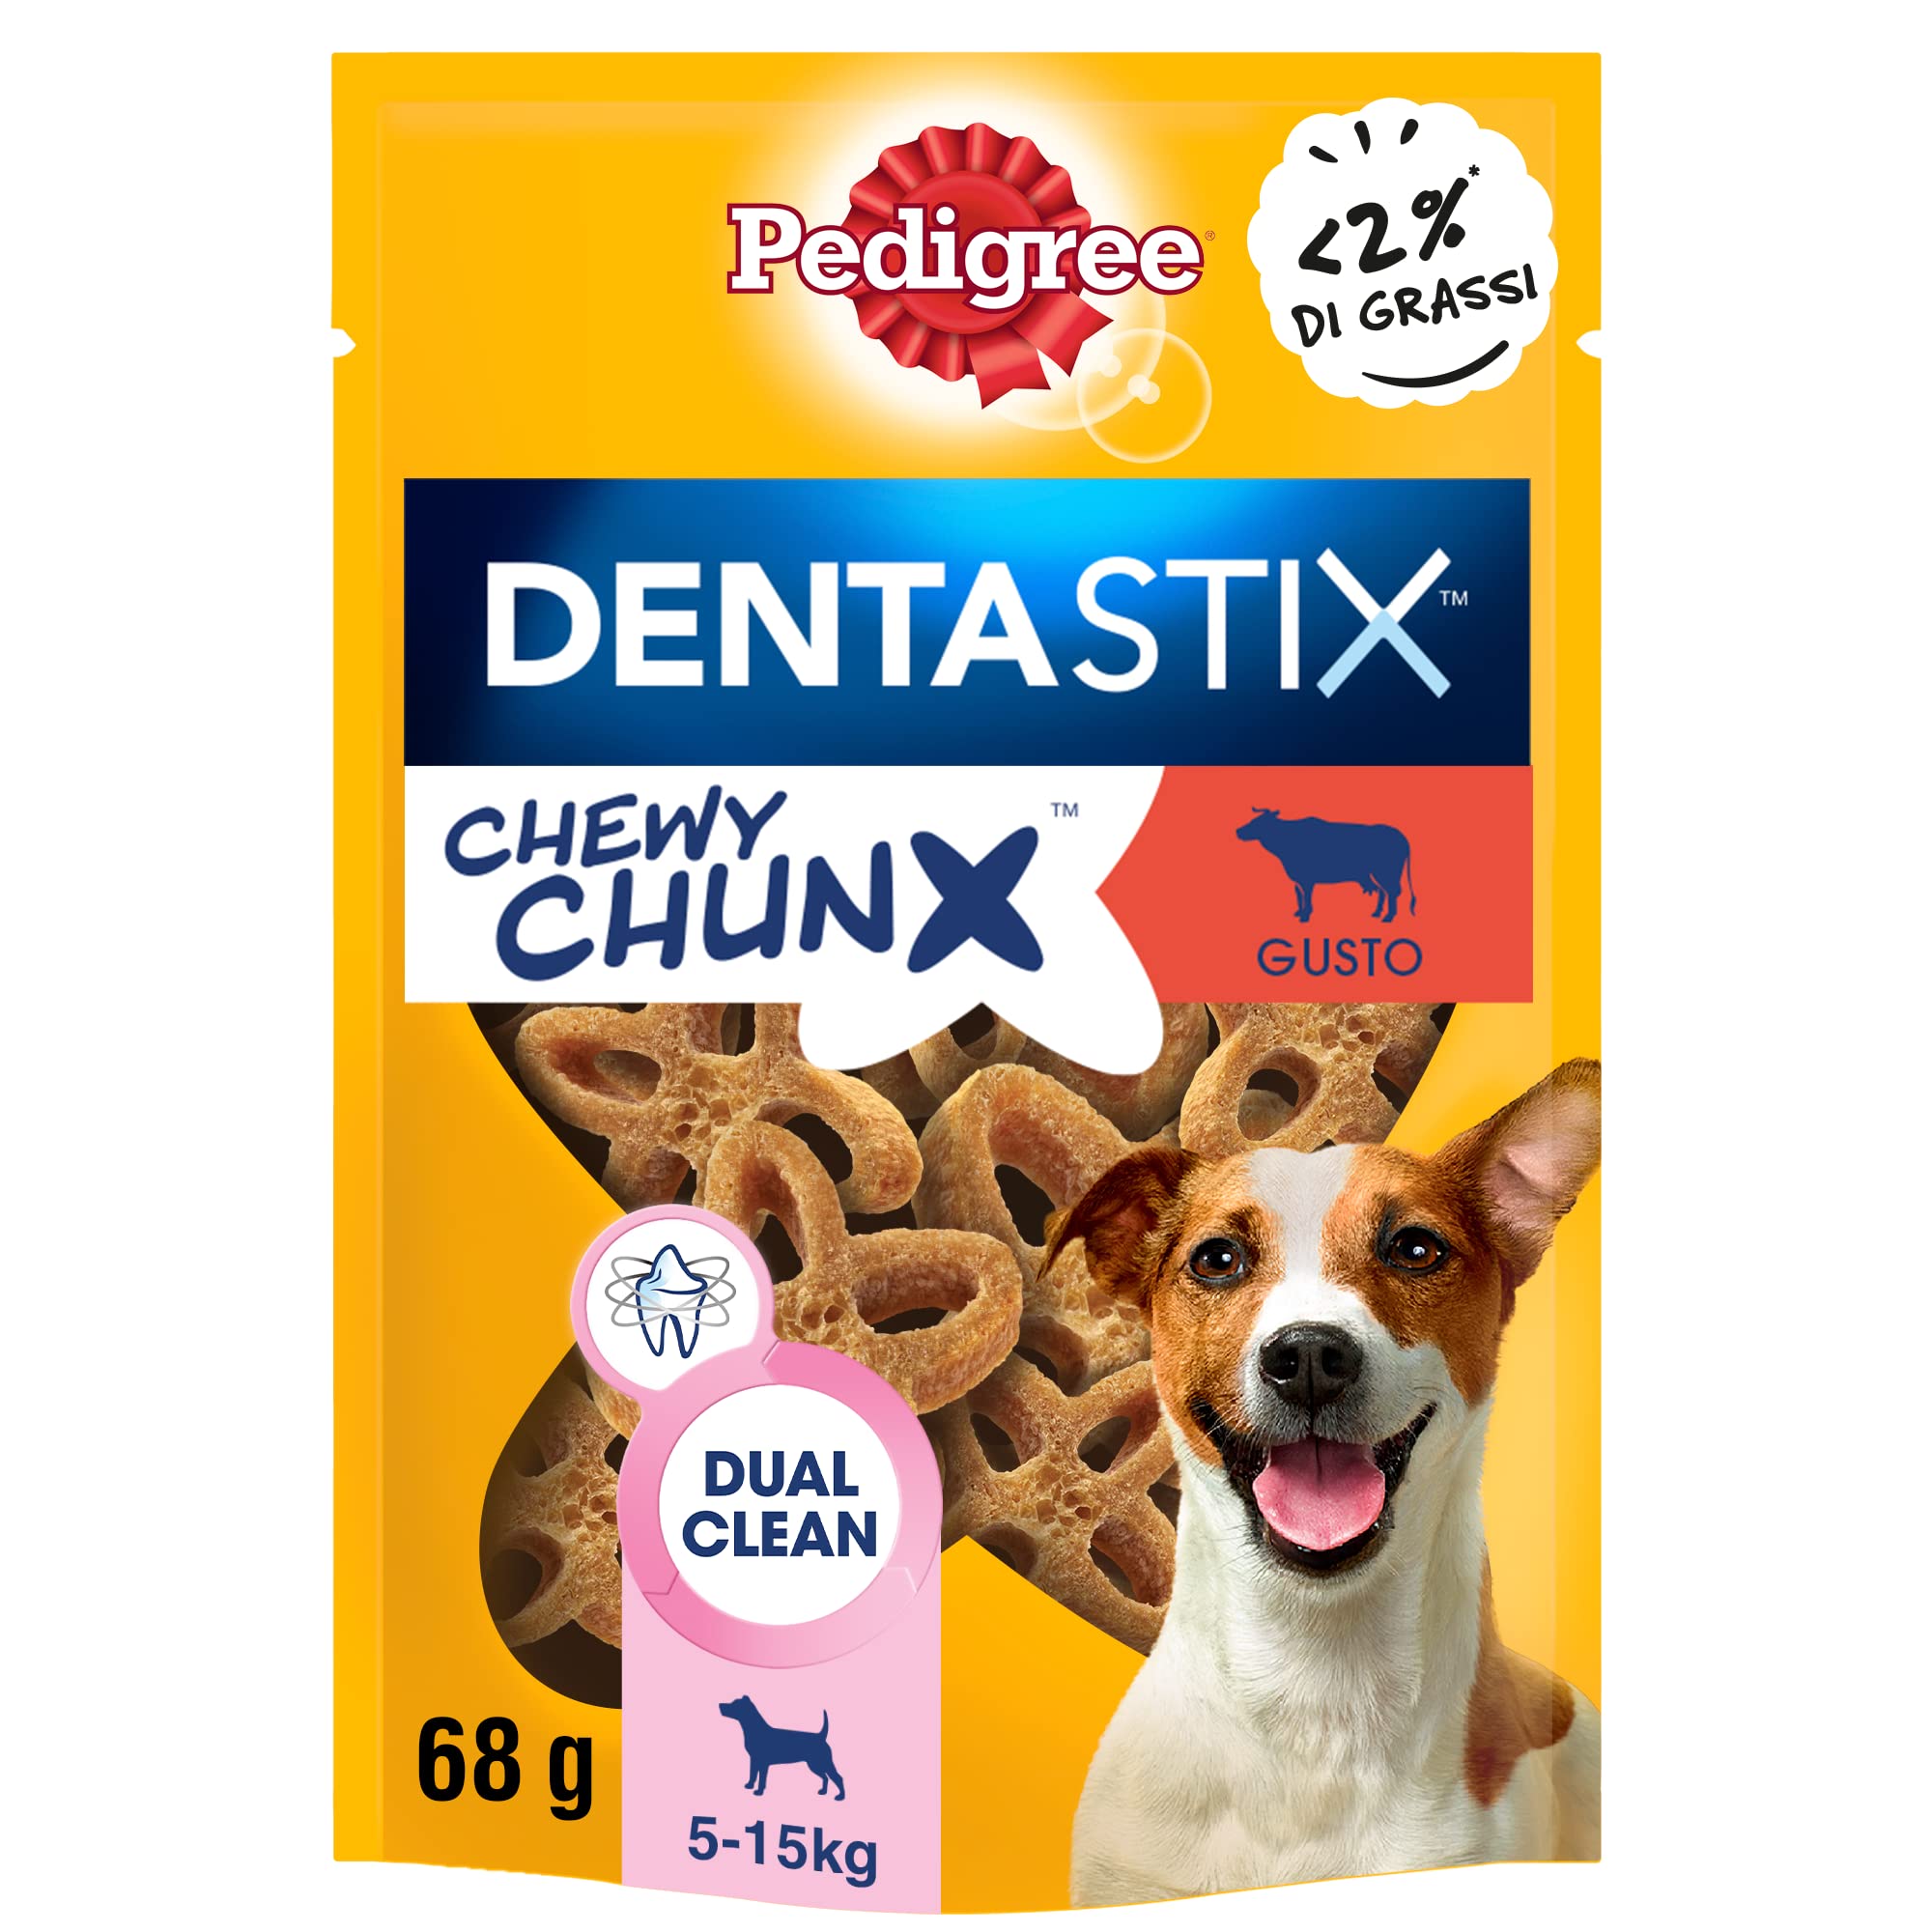 Pedigree®
<2%*
DI GRASSI
DENTASTIX™
CHEWY
CHUNX™
GUSTO
DUAL
CLEAN
68 g
5-15kg